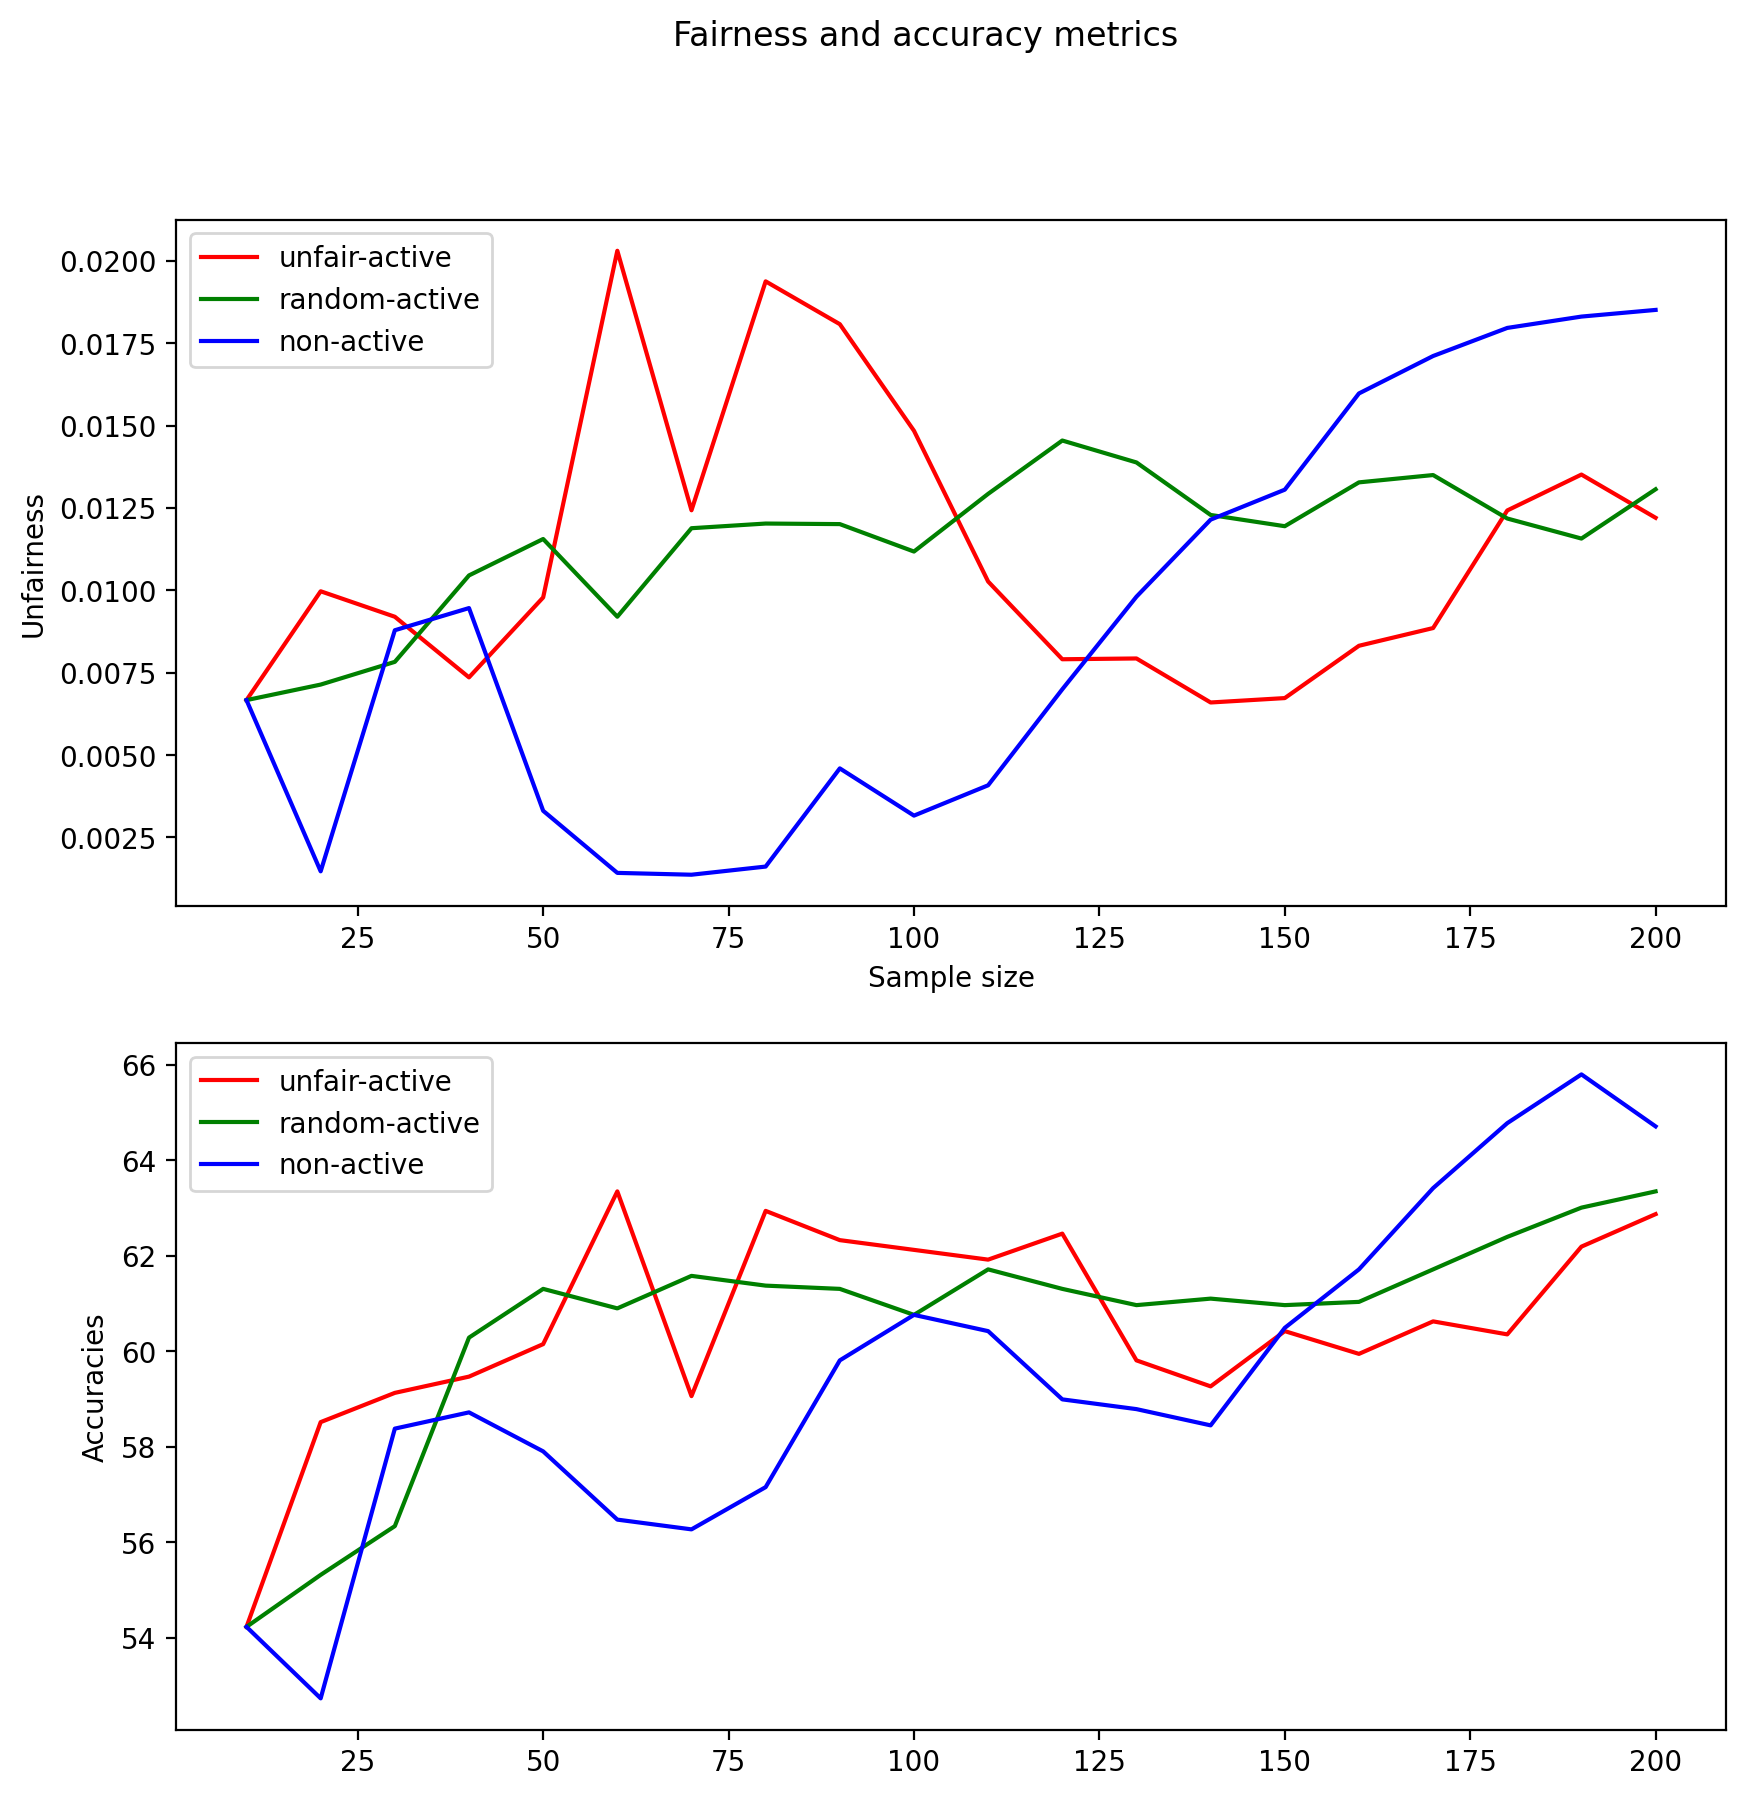 Fairness and accuracy metrics
unfair-active
random-active
non-active
0.0200
0.0175
0.0150
0.0125
0.0100
0.0075
0.0050
0.0025
Unfairness
25 50 75 100 125 150 175 200
Sample size
unfair-active
random-active
non-active
66
64
62
60
58
56
54
Accuracies
25 50 75 100 125 150 175 200